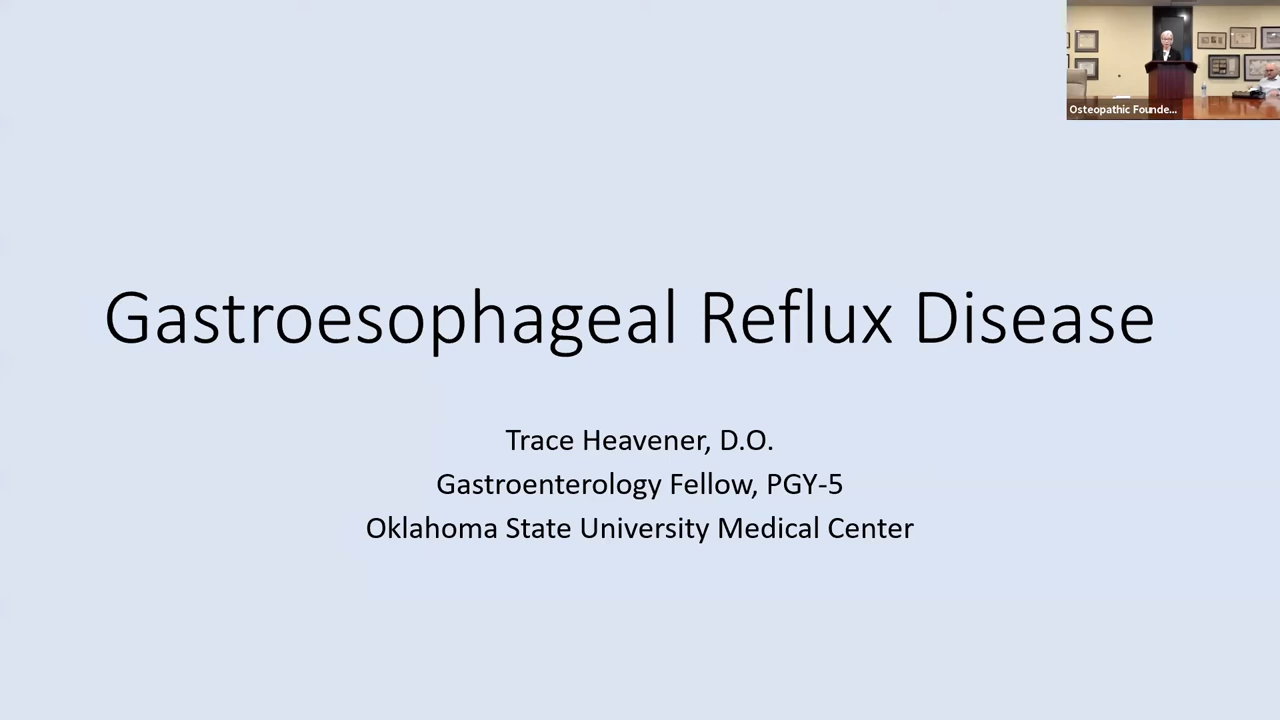 Osteopathic Founde...
Gastroesophageal Reflux Disease
Trace Heavener, D.O.
Gastroenterology Fellow, PGY-5
Oklahoma State University Medical Center